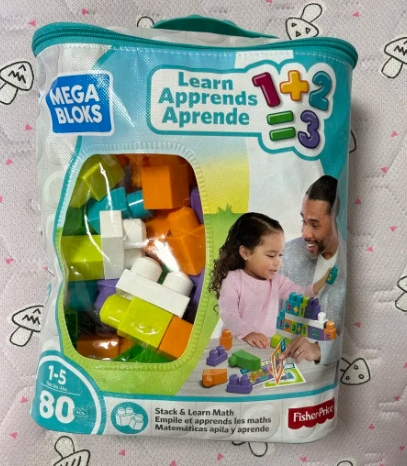 MEGA
BLOKS
Learn
Apprends
Aprende
1+2
=3
1-5
80
Stack & Learn Math
Empile et apprends les maths
Matemáticas apila y aprende
Fisher-Price